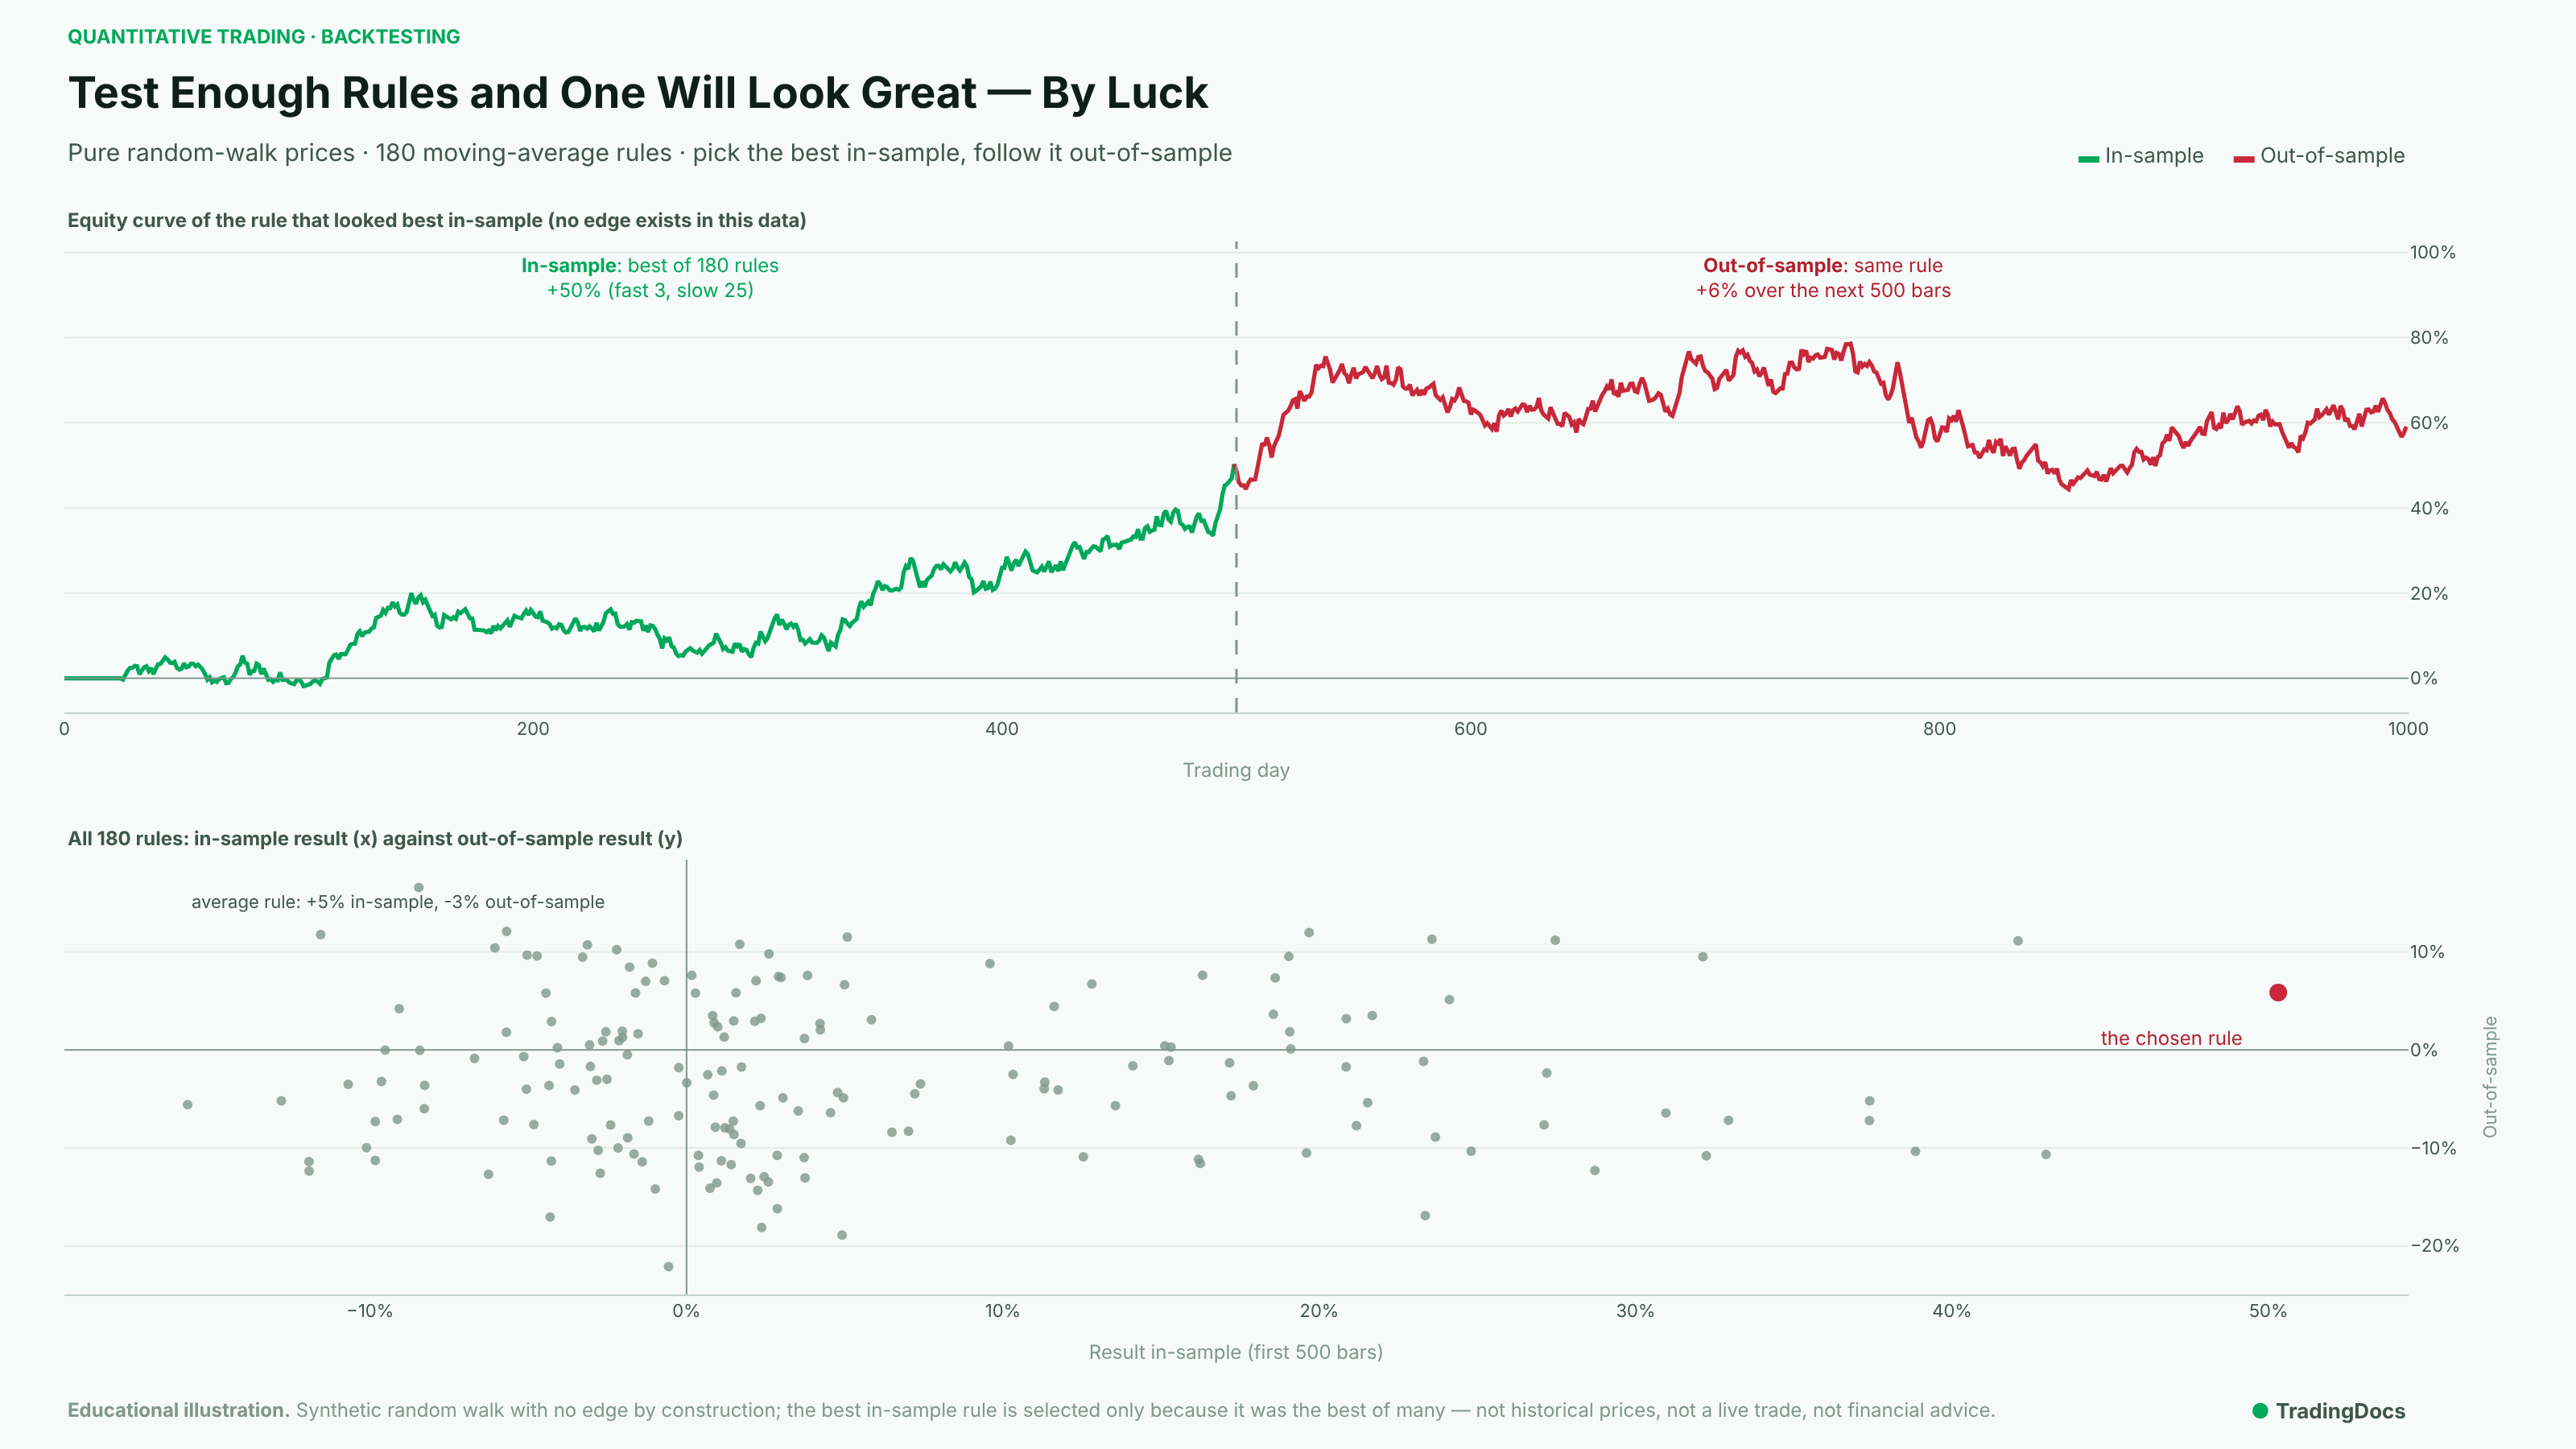 QUANTITATIVE TRADING · BACKTESTING
Test Enough Rules and One Will Look Great — By Luck
Pure random-walk prices · 180 moving-average rules · pick the best in-sample, follow it out-of-sample
In-sample
Out-of-sample
Equity curve of the rule that looked best in-sample (no edge exists in this data)
In-sample: best of 180 rules
+50% (fast 3, slow 25)
Out-of-sample: same rule
+6% over the next 500 bars
100%
80%
60%
40%
20%
0%
0
200
400
600
800
1000
Trading day
All 180 rules: in-sample result (x) against out-of-sample result (y)
average rule: +5% in-sample, -3% out-of-sample
the chosen rule
10%
0%
−10%
−20%
Out-of-sample
−10%
0%
10%
20%
30%
40%
50%
Result in-sample (first 500 bars)
Educational illustration. Synthetic random walk with no edge by construction; the best in-sample rule is selected only because it was the best of many — not historical prices, not a live trade, not financial advice.
TradingDocs